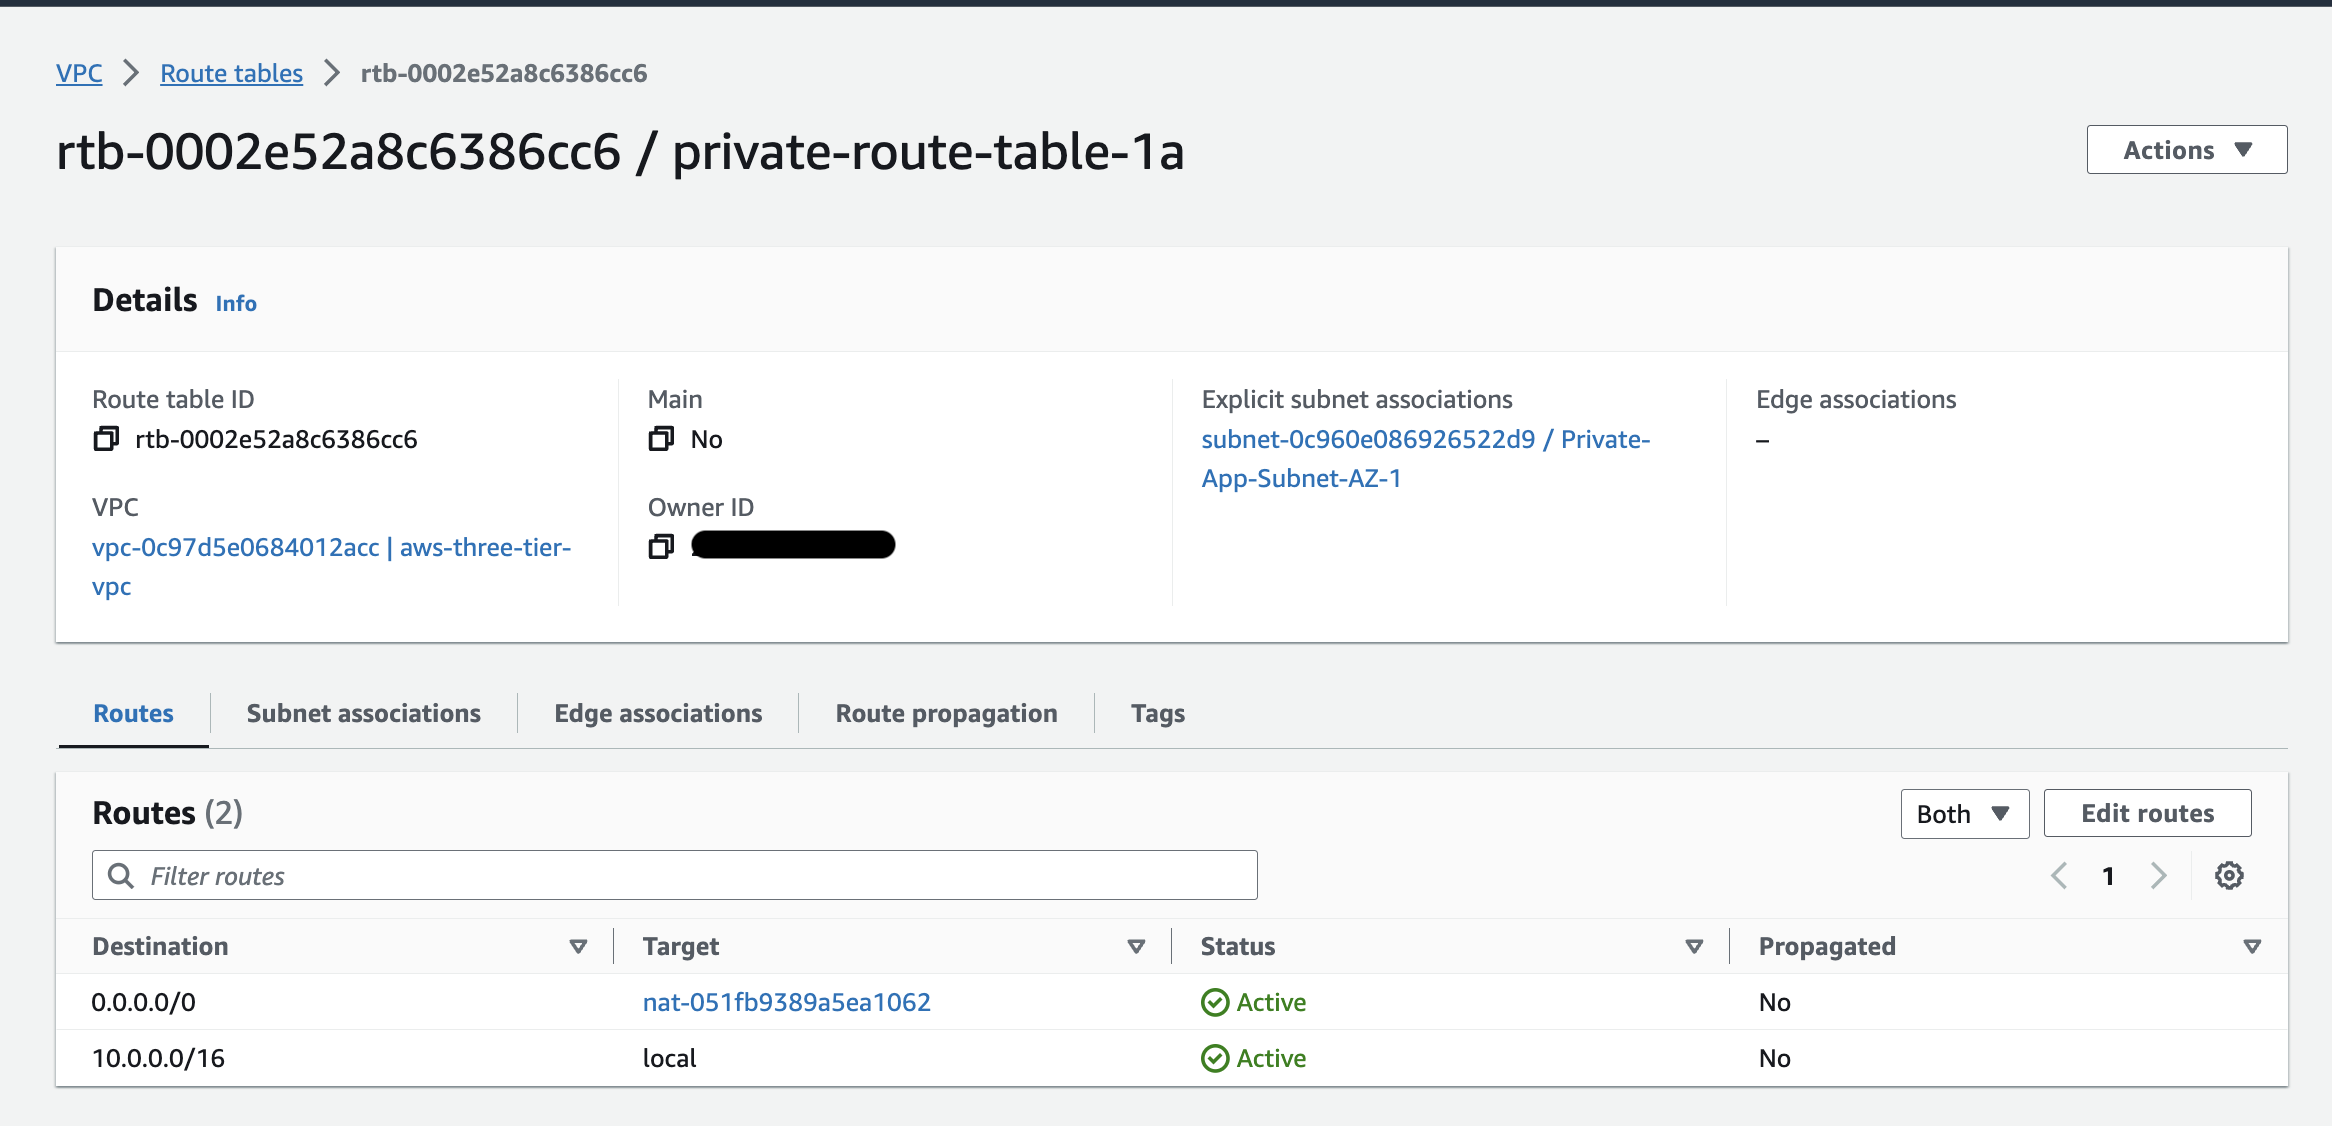 VPC > Route tables > rtb-0002e52a8c6386cc6
rtb-0002e52a8c6386cc6 / private-route-table-1a
Actions
Details Info
Route table ID
rtb-0002e52a8c6386cc6
Main
No
Explicit subnet associations
subnet-0c960e086926522d9 / Private-
App-Subnet-AZ-1
Edge associations
–
VPC
vpc-0c97d5e0684012acc | aws-three-tier-
vpc
Owner ID
Routes Subnet associations Edge associations Route propagation Tags
Routes (2)
Both Edit routes
Filter routes
1
Destination Target Status Propagated
0.0.0.0/0 nat-051fb9389a5ea1062 Active No
10.0.0.0/16 local Active No